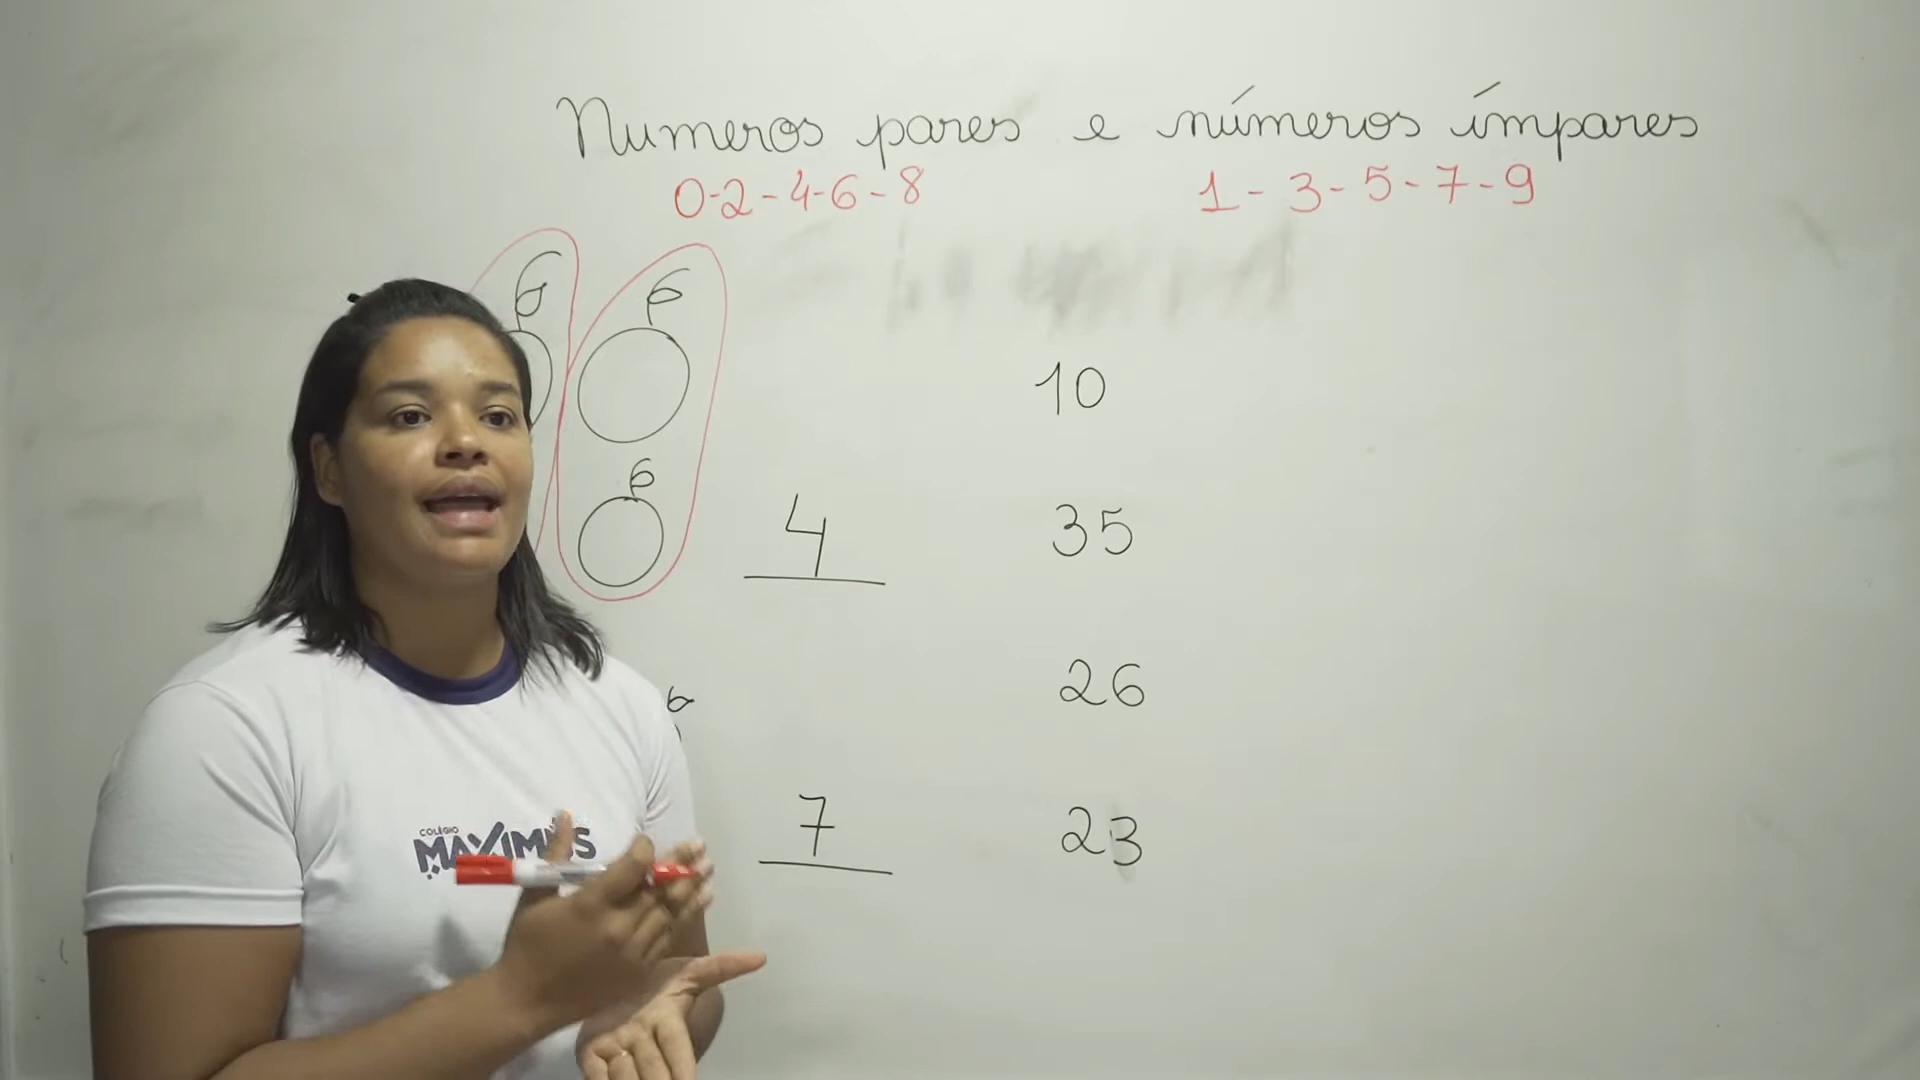 Numeros pares e números ímpares
0-2-4-6-8
1-3-5-7-9
10
4
35
26
7
23
COLÉGIO
MAXIMUS